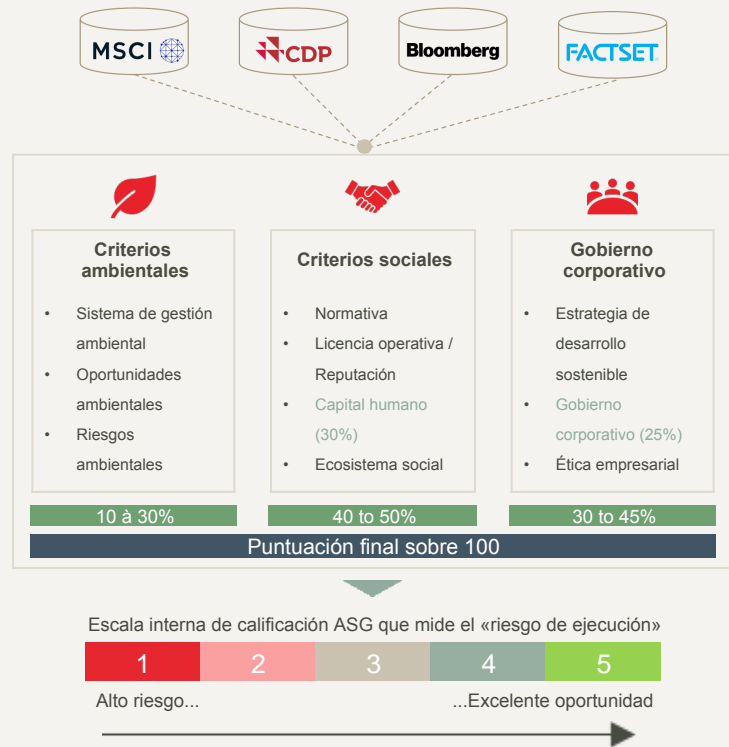 MSCI
CDP
Bloomberg
FACTSET
Criterios
ambientales
• Sistema de gestión
ambiental
• Oportunidades
ambientales
• Riesgos
ambientales
10 à 30%
Criterios sociales
• Normativa
• Licencia operativa /
Reputación
• Capital humano
(30%)
• Ecosistema social
40 to 50%
Gobierno
corporativo
• Estrategia de
desarrollo
sostenible
• Gobierno
corporativo (25%)
• Ética empresarial
30 to 45%
Puntuación final sobre 100
Escala interna de calificación ASG que mide el «riesgo de ejecución»
1 2 3 4 5
Alto riesgo... ...Excelente oportunidad